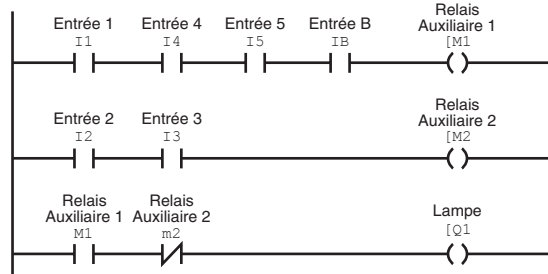 Entrée 1 Entrée 4 Entrée 5 Entrée B Relais Auxiliaire 1
I1 I4 I5 IB [M1
Entrée 2 Entrée 3 Relais Auxiliaire 2
I2 I3 [M2
Relais Auxiliaire 1 Relais Auxiliaire 2 Lampe
M1 m2 [Q1